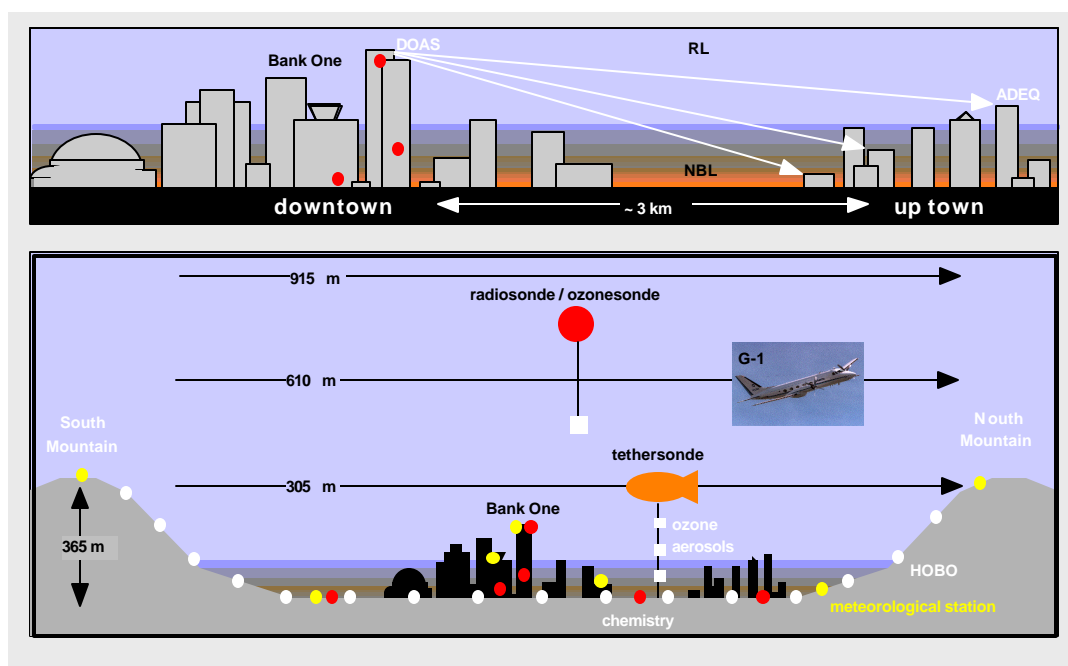 DOAS
RL
Bank One
ADEQ
NBL
downtown
~ 3 km
up town
915 m
radiosonde / ozonesonde
G-1
610 m
South
Mountain
N outh
Mountain
tethersonde
305 m
Bank One
ozone
365 m
aerosols
HOBO
meteorological station
chemistry